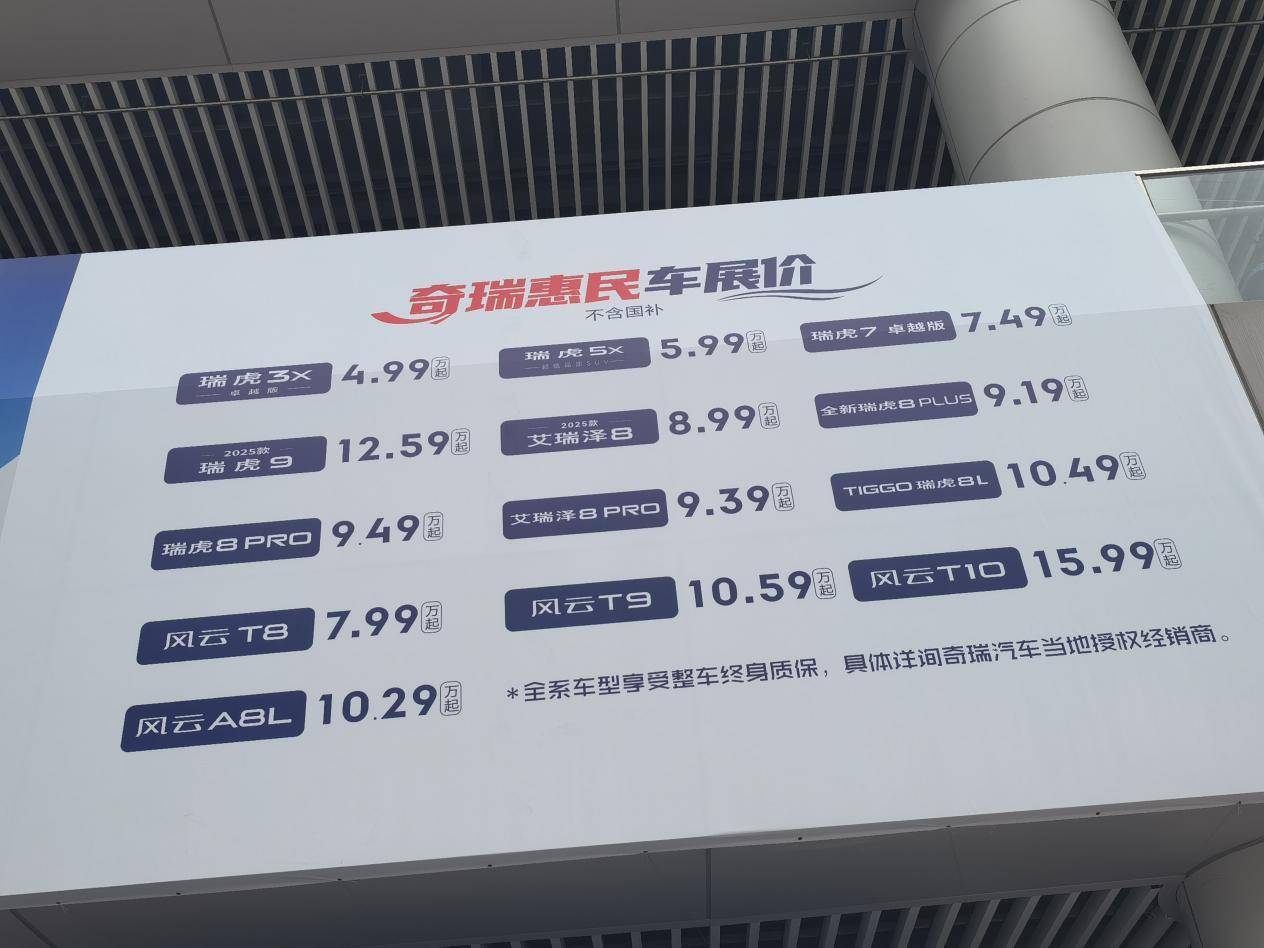 奇瑞惠民车展价
不含国补
瑞虎3X 卓越版 4.99万起
瑞虎5X 超值品质SUV 5.99万起
瑞虎7 卓越版 7.49万起
2025款 瑞虎9 12.59万起
2025款 艾瑞泽8 8.99万起
全新瑞虎8 PLUS 9.19万起
瑞虎8 PRO 9.49万起
艾瑞泽8 PRO 9.39万起
TIGGO 瑞虎8L 10.49万起
风云T8 7.99万起
风云T9 10.59万起
风云T10 15.99万起
风云A8L 10.29万起
*全系车型享受整车终身质保，具体详询奇瑞汽车当地授权经销商。